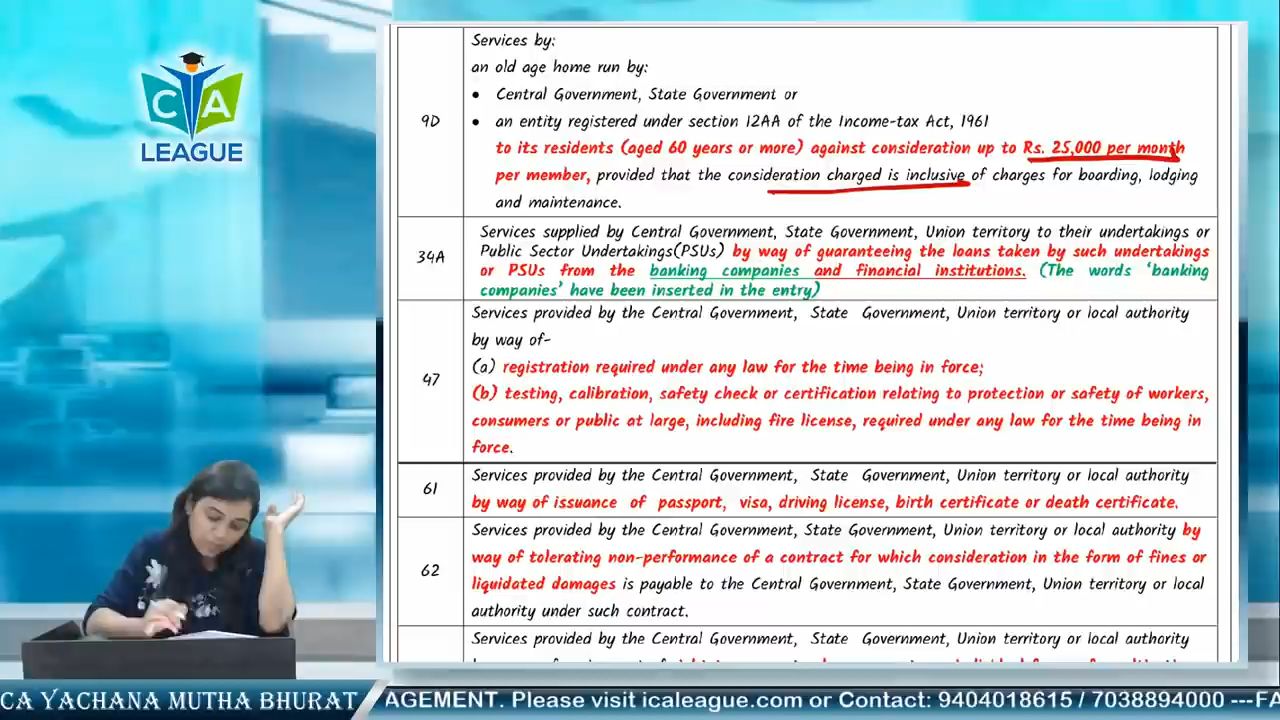 CA
LEAGUE
Services by:
an old age home run by:
• Central Government, State Government or
9D
• an entity registered under section 12AA of the Income-tax Act, 1961
to its residents (aged 60 years or more) against consideration up to Rs. 25,000 per month
per member, provided that the consideration charged is inclusive of charges for boarding, lodging
and maintenance.
34A
Services supplied by Central Government, State Government, Union territory to their undertakings or
Public Sector Undertakings(PSUs) by way of guaranteeing the loans taken by such undertakings
or PSUs from the banking companies and financial institutions. (The words ‘banking
companies’ have been inserted in the entry)
47
Services provided by the Central Government, State Government, Union territory or local authority
by way of-
(a) registration required under any law for the time being in force;
(b) testing, calibration, safety check or certification relating to protection or safety of workers,
consumers or public at large, including fire license, required under any law for the time being in
force.
61
Services provided by the Central Government, State Government, Union territory or local authority
by way of issuance of passport, visa, driving license, birth certificate or death certificate.
62
Services provided by the Central Government, State Government, Union territory or local authority by
way of tolerating non-performance of a contract for which consideration in the form of fines or
liquidated damages is payable to the Central Government, State Government, Union territory or local
authority under such contract.
Services provided by the Central Government, State Government, Union territory or local authority
CA YACHANA MUTHA BHURAT
AGEMENT. Please visit icaleague.com or Contact: 9404018615 / 7038894000 ---FA